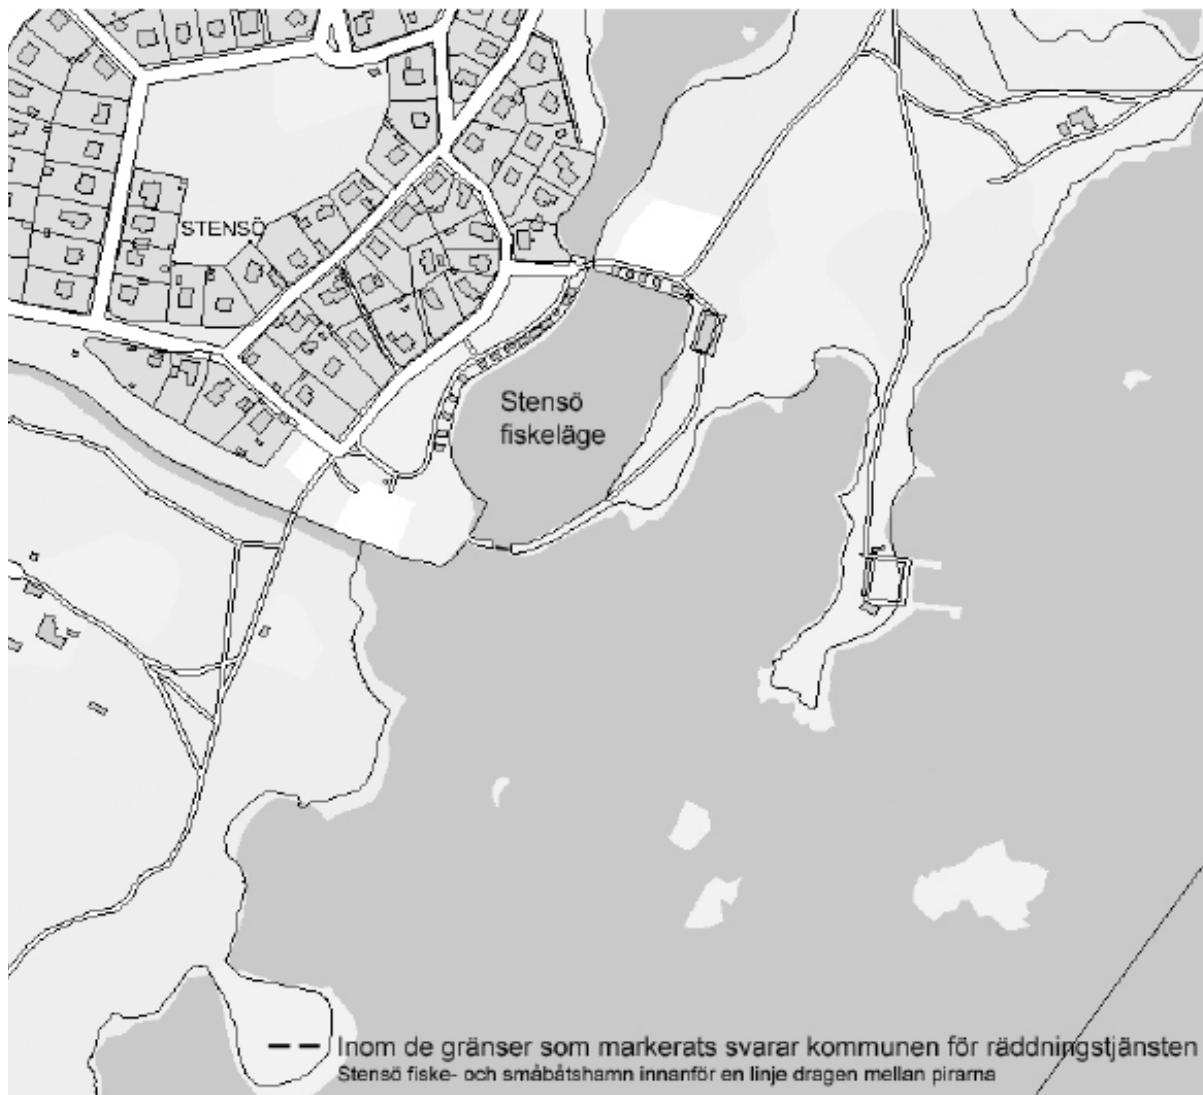 STENSÖ
Stensö
fiskeläge
Inom de gränser som markerats svarar kommunen för räddningstjänsten
Stensö fiske- och småbåtshamn innanför en linje dragen mellan pirarna